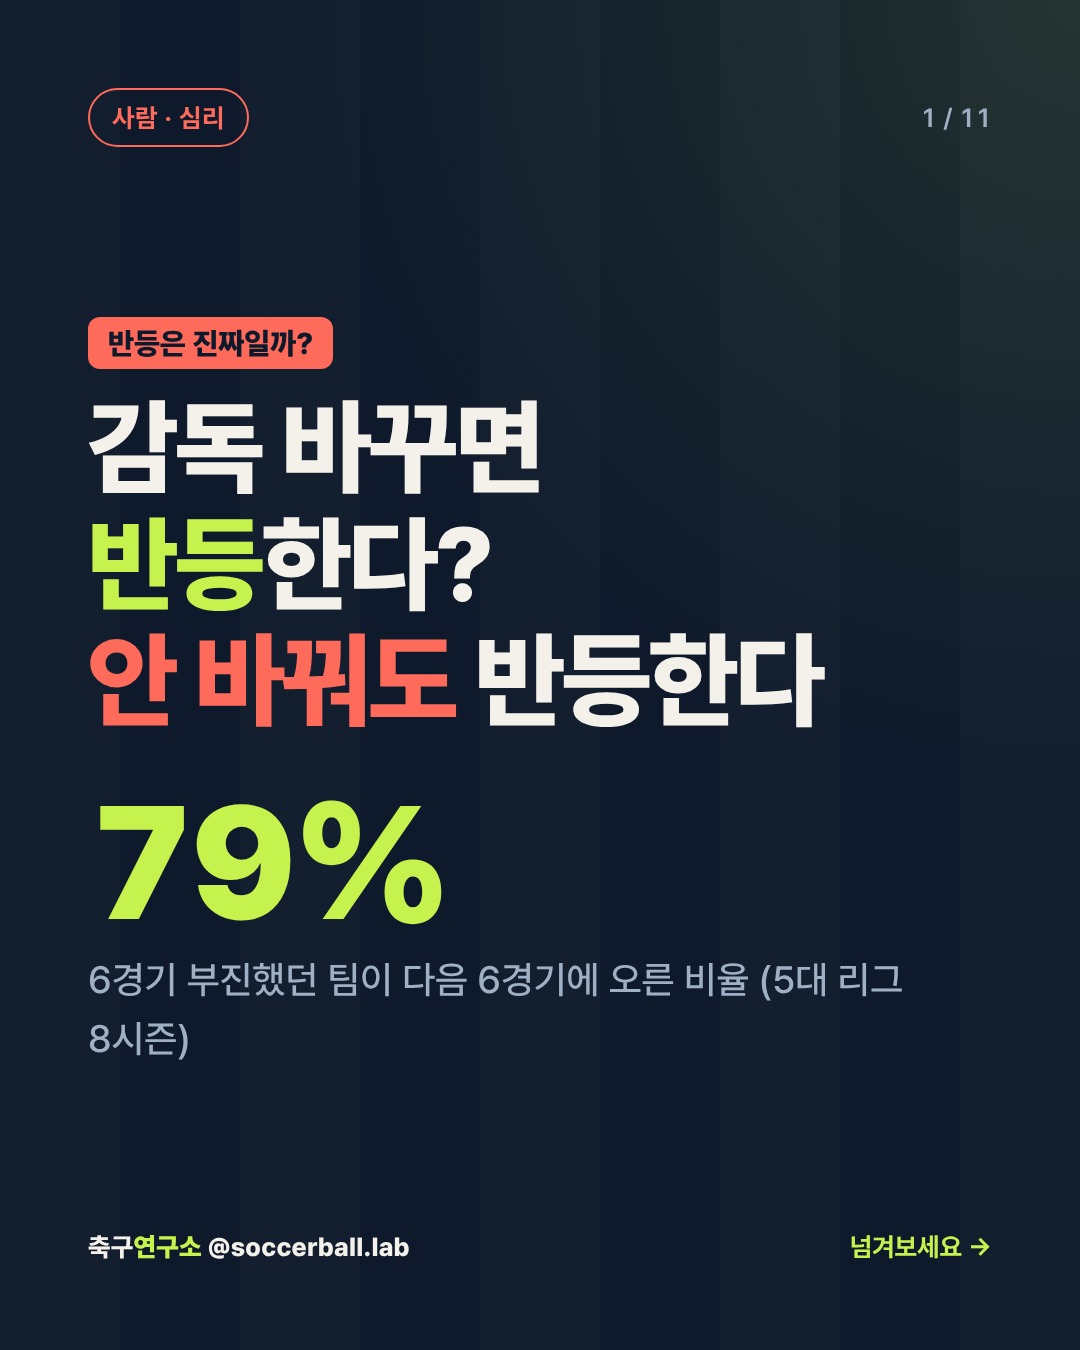 사람 · 심리
1 / 11
반등은 진짜일까?
감독 바꾸면
반등한다?
안 바꿔도 반등한다
79%
6경기 부진했던 팀이 다음 6경기에 오른 비율 (5대 리그
8시즌)
축구연구소 @soccerball.lab
넘겨보세요 →